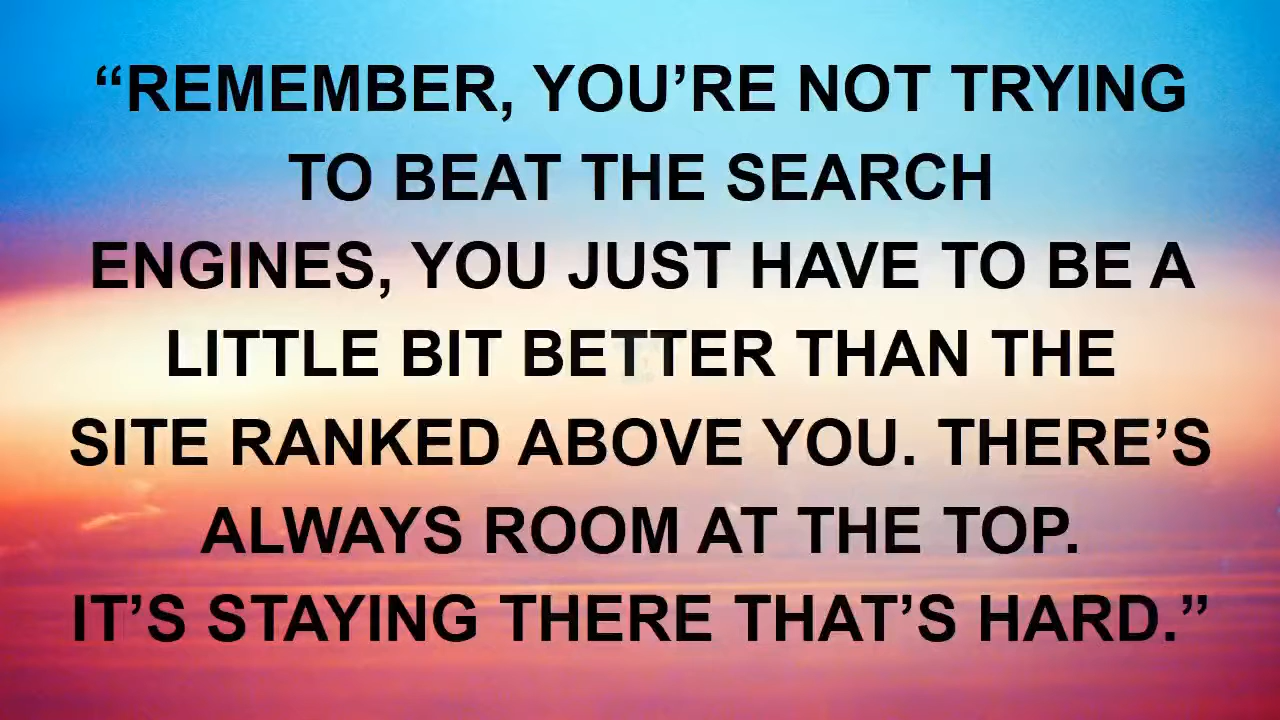 “REMEMBER, YOU’RE NOT TRYING
TO BEAT THE SEARCH
ENGINES, YOU JUST HAVE TO BE A
LITTLE BIT BETTER THAN THE
SITE RANKED ABOVE YOU. THERE’S
ALWAYS ROOM AT THE TOP.
IT’S STAYING THERE THAT’S HARD.”